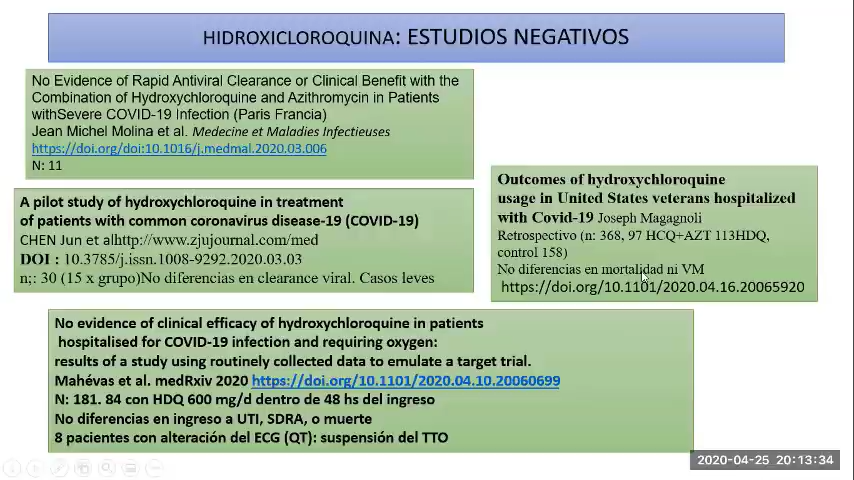 HIDROXICLOROQUINA: ESTUDIOS NEGATIVOS
No Evidence of Rapid Antiviral Clearance or Clinical Benefit with the
Combination of Hydroxychloroquine and Azithromycin in Patients
withSevere COVID-19 Infection (Paris Francia)
Jean Michel Molina et al. Medecine et Maladies Infectieuses
https://doi.org/doi:10.1016/j.medmal.2020.03.006
N: 11
A pilot study of hydroxychloroquine in treatment
of patients with common coronavirus disease-19 (COVID-19)
CHEN Jun et alhttp://www.zjujournal.com/med
DOI : 10.3785/j.issn.1008-9292.2020.03.03
n;: 30 (15 x grupo)No diferencias en clearance viral. Casos leves
Outcomes of hydroxychloroquine
usage in United States veterans hospitalized
with Covid-19 Joseph Magagnoli
Retrospectivo (n: 368, 97 HCQ+AZT 113HDQ,
control 158)
No diferencias en mortalidad ni VM
https://doi.org/10.1101/2020.04.16.20065920
No evidence of clinical efficacy of hydroxychloroquine in patients
hospitalised for COVID-19 infection and requiring oxygen:
results of a study using routinely collected data to emulate a target trial.
Mahévas et al. medRxiv 2020 https://doi.org/10.1101/2020.04.10.20060699
N: 181. 84 con HDQ 600 mg/d dentro de 48 hs del ingreso
No diferencias en ingreso a UTI, SDRA, o muerte
8 pacientes con alteración del ECG (QT): suspensión del TTO
2020-04-25 20:13:34